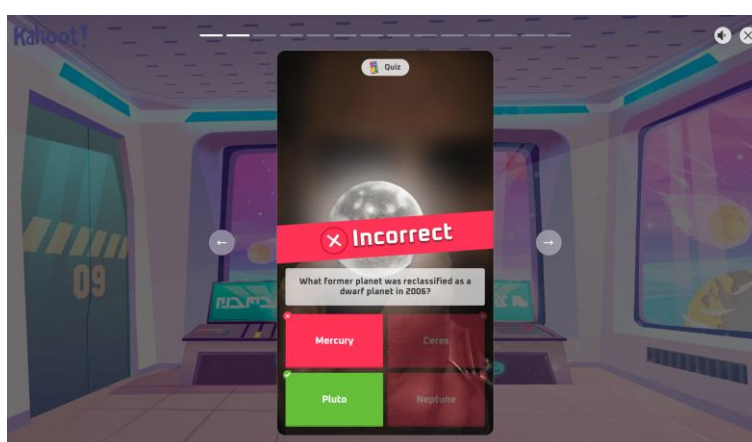 Kahoot!
Quiz
Incorrect
What former planet was reclassified as a
dwarf planet in 2006?
Mercury
Ceres
Pluto
Neptune
09